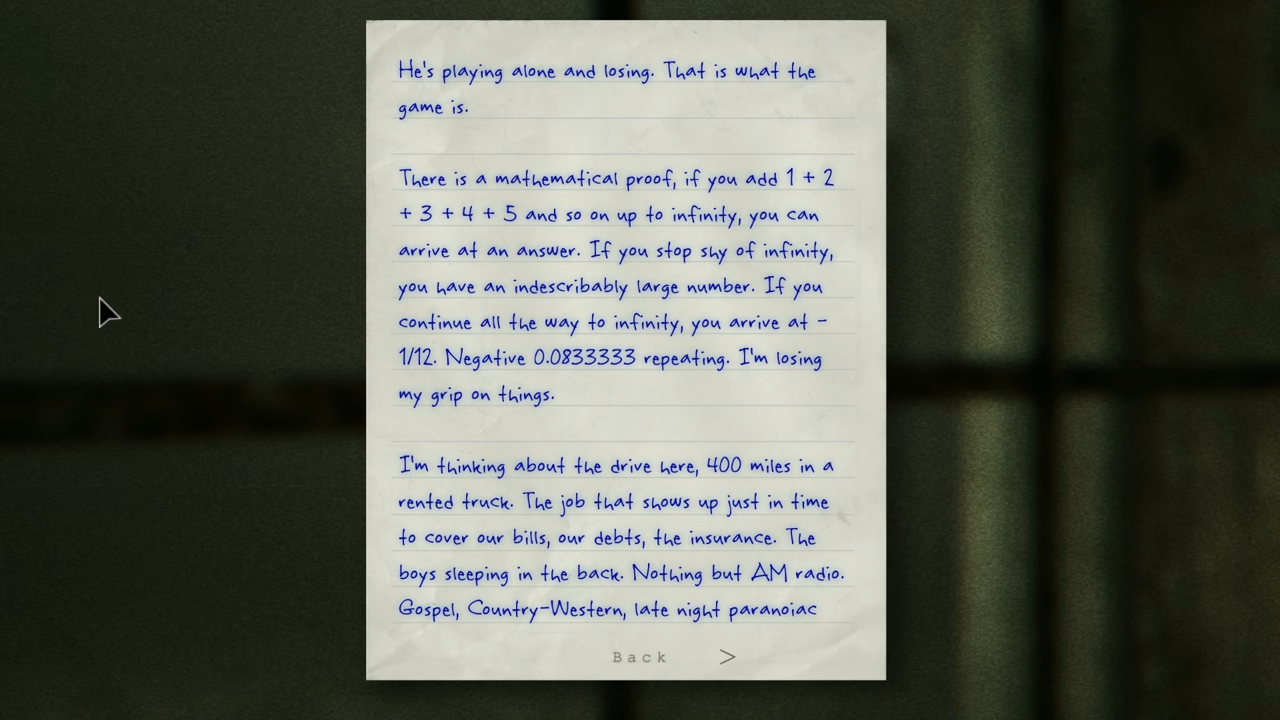 He's playing alone and losing. That is what the
game is.
There is a mathematical proof, if you add 1 + 2
+ 3 + 4 + 5 and so on up to infinity, you can
arrive at an answer. If you stop shy of infinity,
you have an indescribably large number. If you
continue all the way to infinity, you arrive at -
1/12. Negative 0.0833333 repeating. I'm losing
my grip on things.
I'm thinking about the drive here, 400 miles in a
rented truck. The job that shows up just in time
to cover our bills, our debts, the insurance. The
boys sleeping in the back. Nothing but AM radio.
Gospel, Country-Western, late night paranoiac
Back >